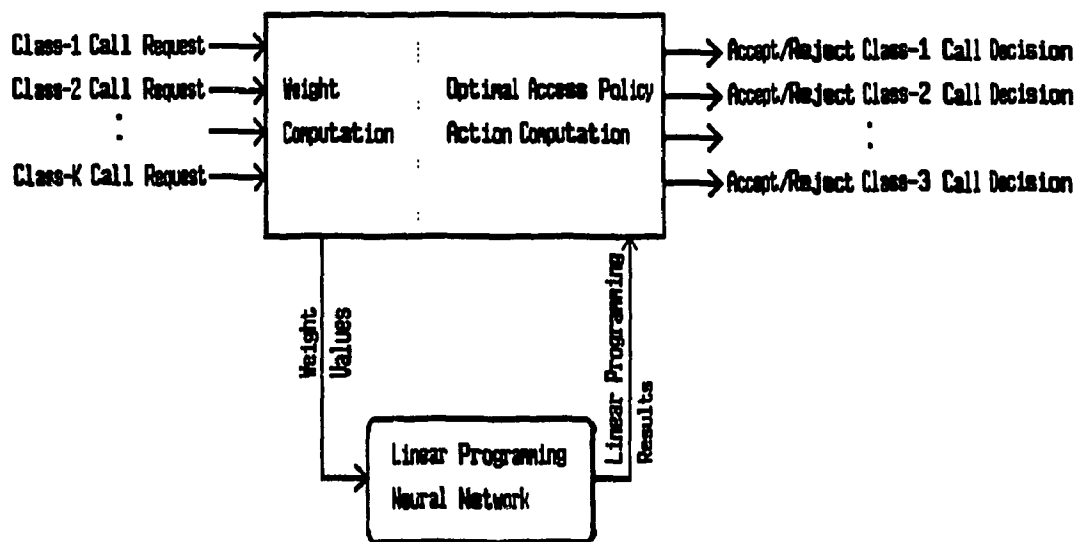 Class-1 Call Request
Class-2 Call Request
:
Class-K Call Request
Weight
Computation
Optimal Access Policy
Action Computation
Accept/Reject Class-1 Call Decision
Accept/Reject Class-2 Call Decision
:
Accept/Reject Class-3 Call Decision
Weight
Values
Linear Programming
Results
Linear Programming
Neural Network